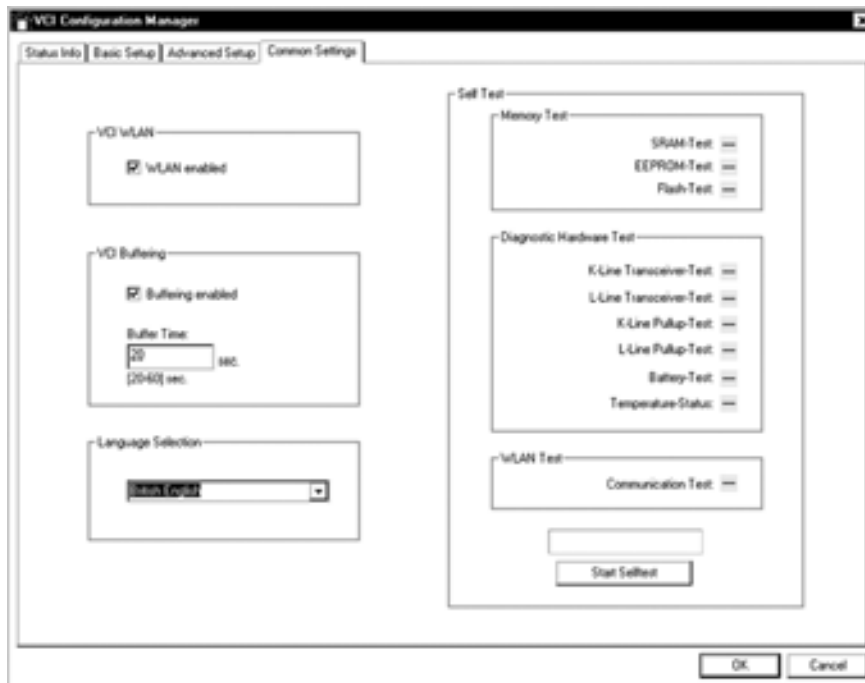 VCI Configuration Manager
Status Info
Basic Setup
Advanced Setup
Common Settings
VCI WLAN
WLAN enabled
VCI Buffering
Buffering enabled
Buffer Time:
20 sec.
[20-60] sec.
Language Selection
British English
Self Test
Memory Test
SRAM-Test: ---
EEPROM-Test: ---
Flash-Test: ---
Diagnostic Hardware Test
K-Line Transceiver-Test: ---
L-Line Transceiver-Test: ---
K-Line Pullup-Test: ---
L-Line Pullup-Test: ---
Battery-Test: ---
Temperature-Status: ---
WLAN Test
Communication Test: ---
Start Selftest
OK
Cancel